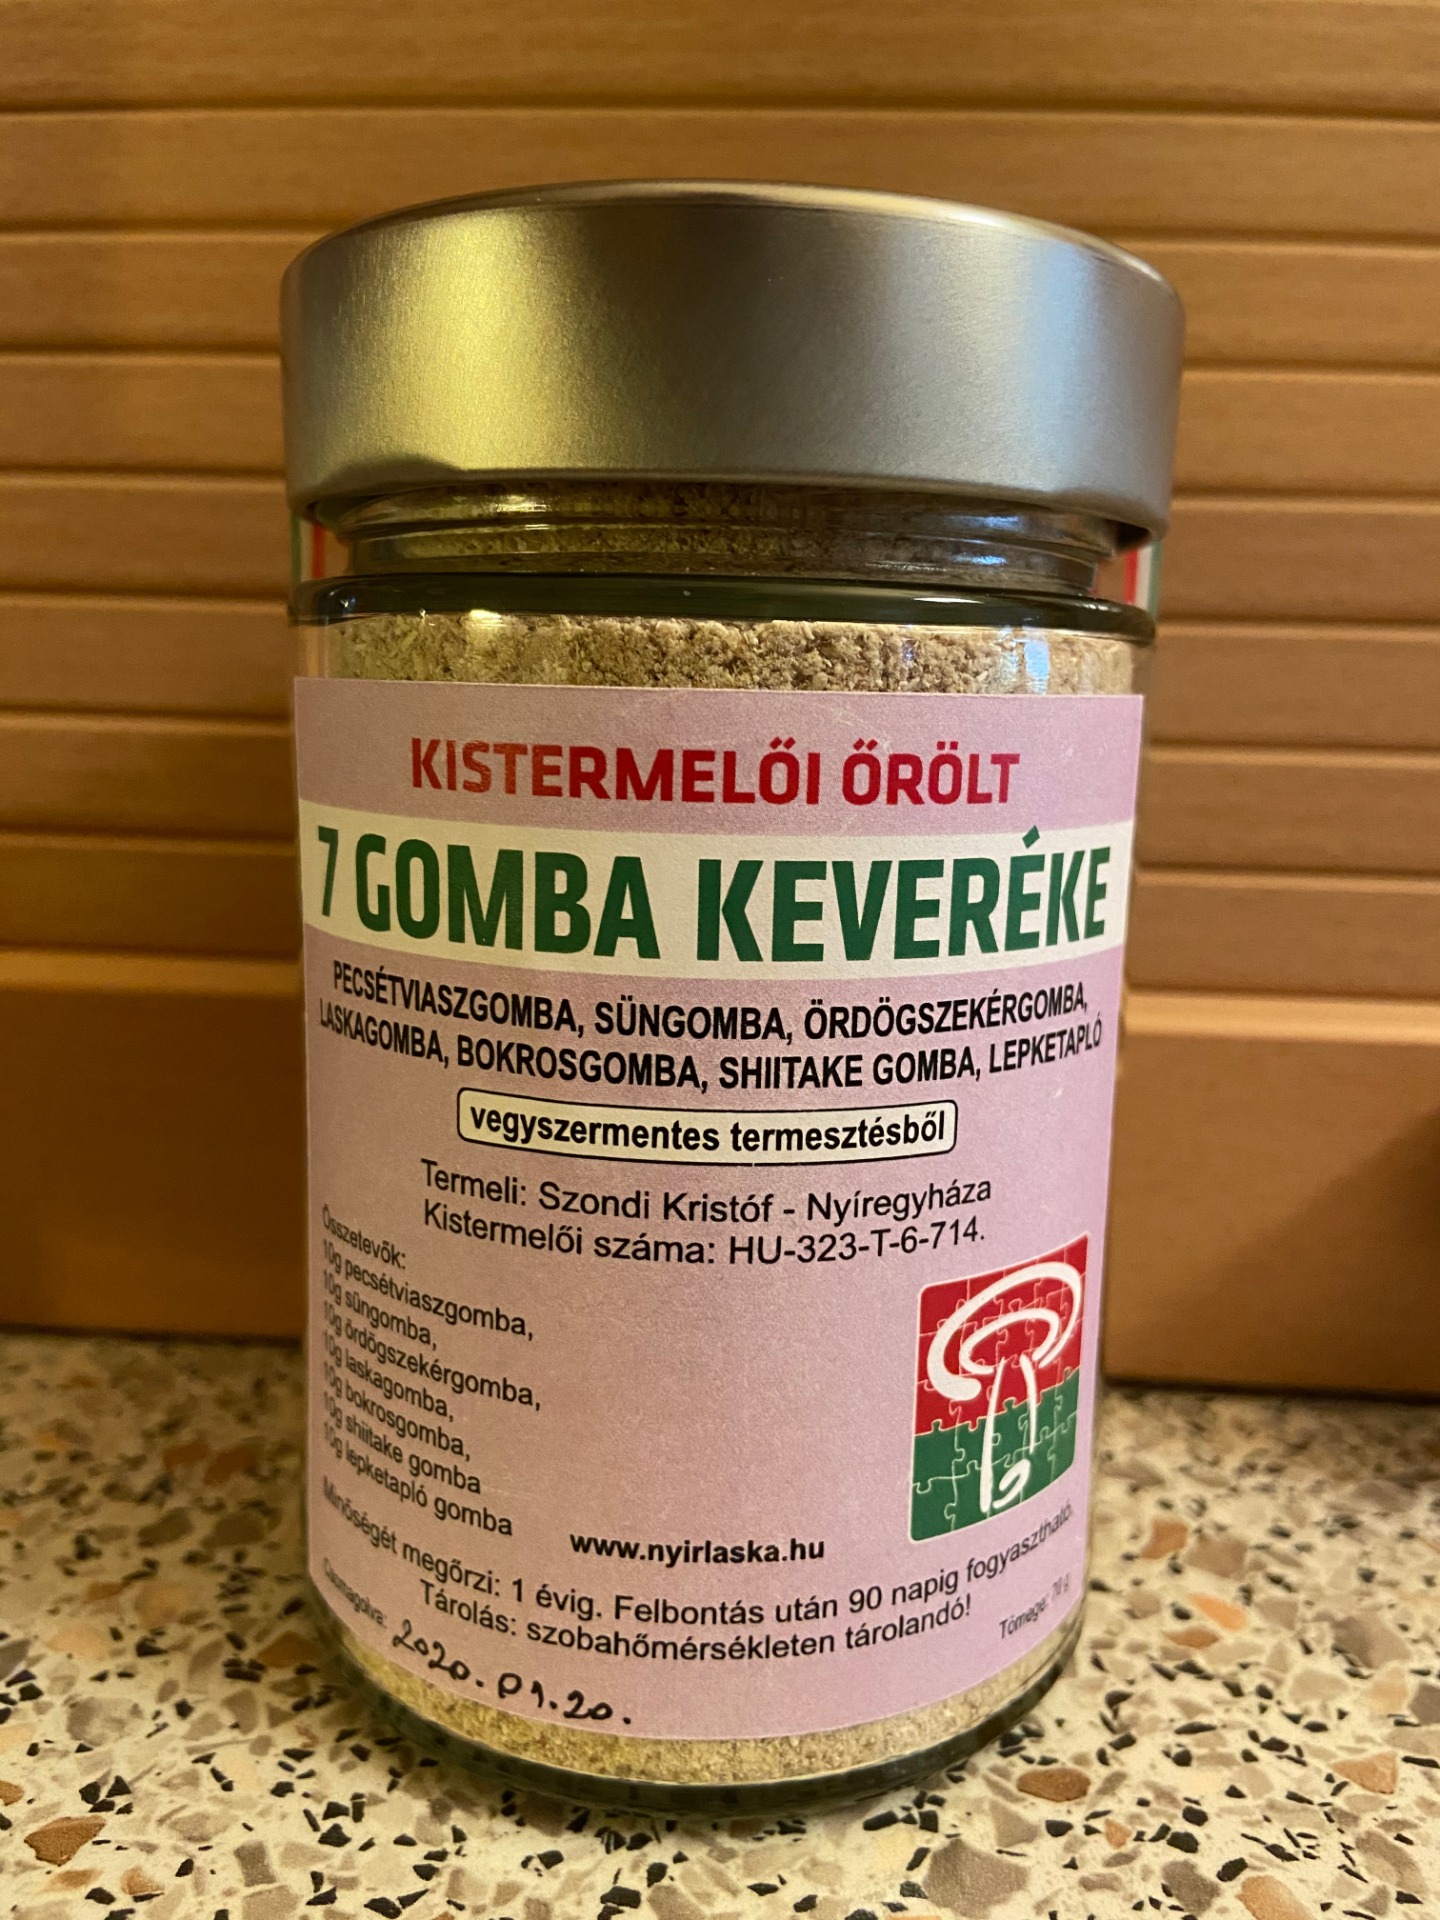 KISTERMELŐI ŐRÖLT
7 GOMBA KEVERÉKE
PECSÉTVIASZGOMBA, SÜNGOMBA, ÖRDÖGSZEKÉRGOMBA,
LASKAGOMBA, BOKROSGOMBA, SHIITAKE GOMBA, LEPKETAPLÓ
vegyszermentes termesztésből
Termeli: Szondi Kristóf - Nyíregyháza
Kistermelői száma: HU-323-T-6-714.
Összetevők:
10g pecsétviaszgomba,
10g süngomba,
10g ördögszekérgomba,
10g laskagomba,
10g bokrosgomba,
10g shiitake gomba
10g lepketapló gomba
www.nyirlaska.hu
Minőségét megőrzi: 1 évig. Felbontás után 90 napig fogyasztható.
Tárolás: szobahőmérsékleten tárolandó!
Csomagolva: 2020.01.20.
Tömege: 70 g